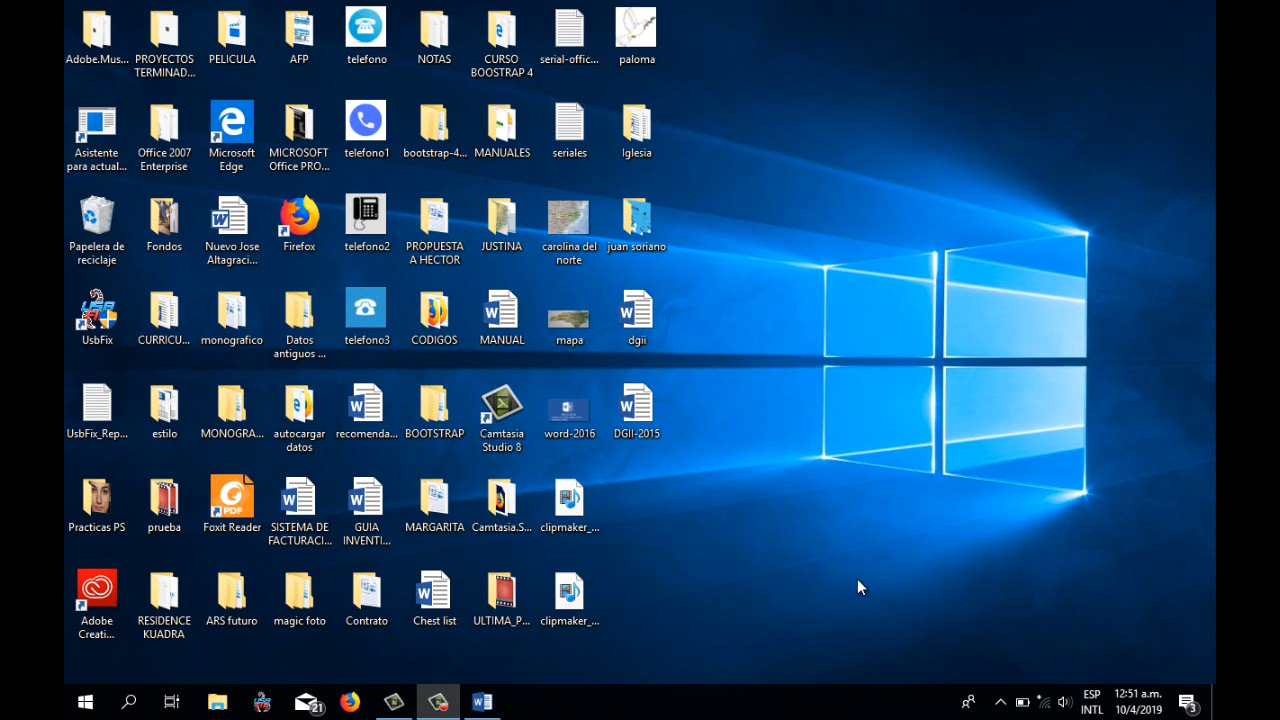 Adobe.Mus...
PROYECTOS
TERMINAD...
PELICULA
AFP
telefono
NOTAS
CURSO
BOOSTRAP 4
serial-offic...
paloma
Asistente
para actual...
Office 2007
Enterprise
Microsoft
Edge
MICROSOFT
Office PRO...
telefono1
bootstrap-4...
MANUALES
seriales
Iglesia
Papelera de
reciclaje
Fondos
Nuevo Jose
Altagraci...
Firefox
telefono2
PROPUESTA
A HECTOR
JUSTINA
carolina del
norte
juan soriano
UsbFix
CURRICU...
monografico
Datos
antiguos ...
telefono3
CODIGOS
MANUAL
mapa
dgii
UsbFix_Rep...
estilo
MONOGRA...
autocargar
datos
recomenda...
BOOTSTRAP
Camtasia
Studio 8
word-2016
DGII-2015
Practicas PS
prueba
PDF
Foxit Reader
SISTEMA DE
FACTURACI...
GUIA
INVENTI...
MARGARITA
Camtasia.S...
clipmaker_...
Adobe
Creati...
RESIDENCE
KUADRA
ARS futuro
magic foto
Contrato
Chest list
ULTIMA_P...
clipmaker_...
21
ESP
INTL
12:51 a.m.
10/4/2019
3